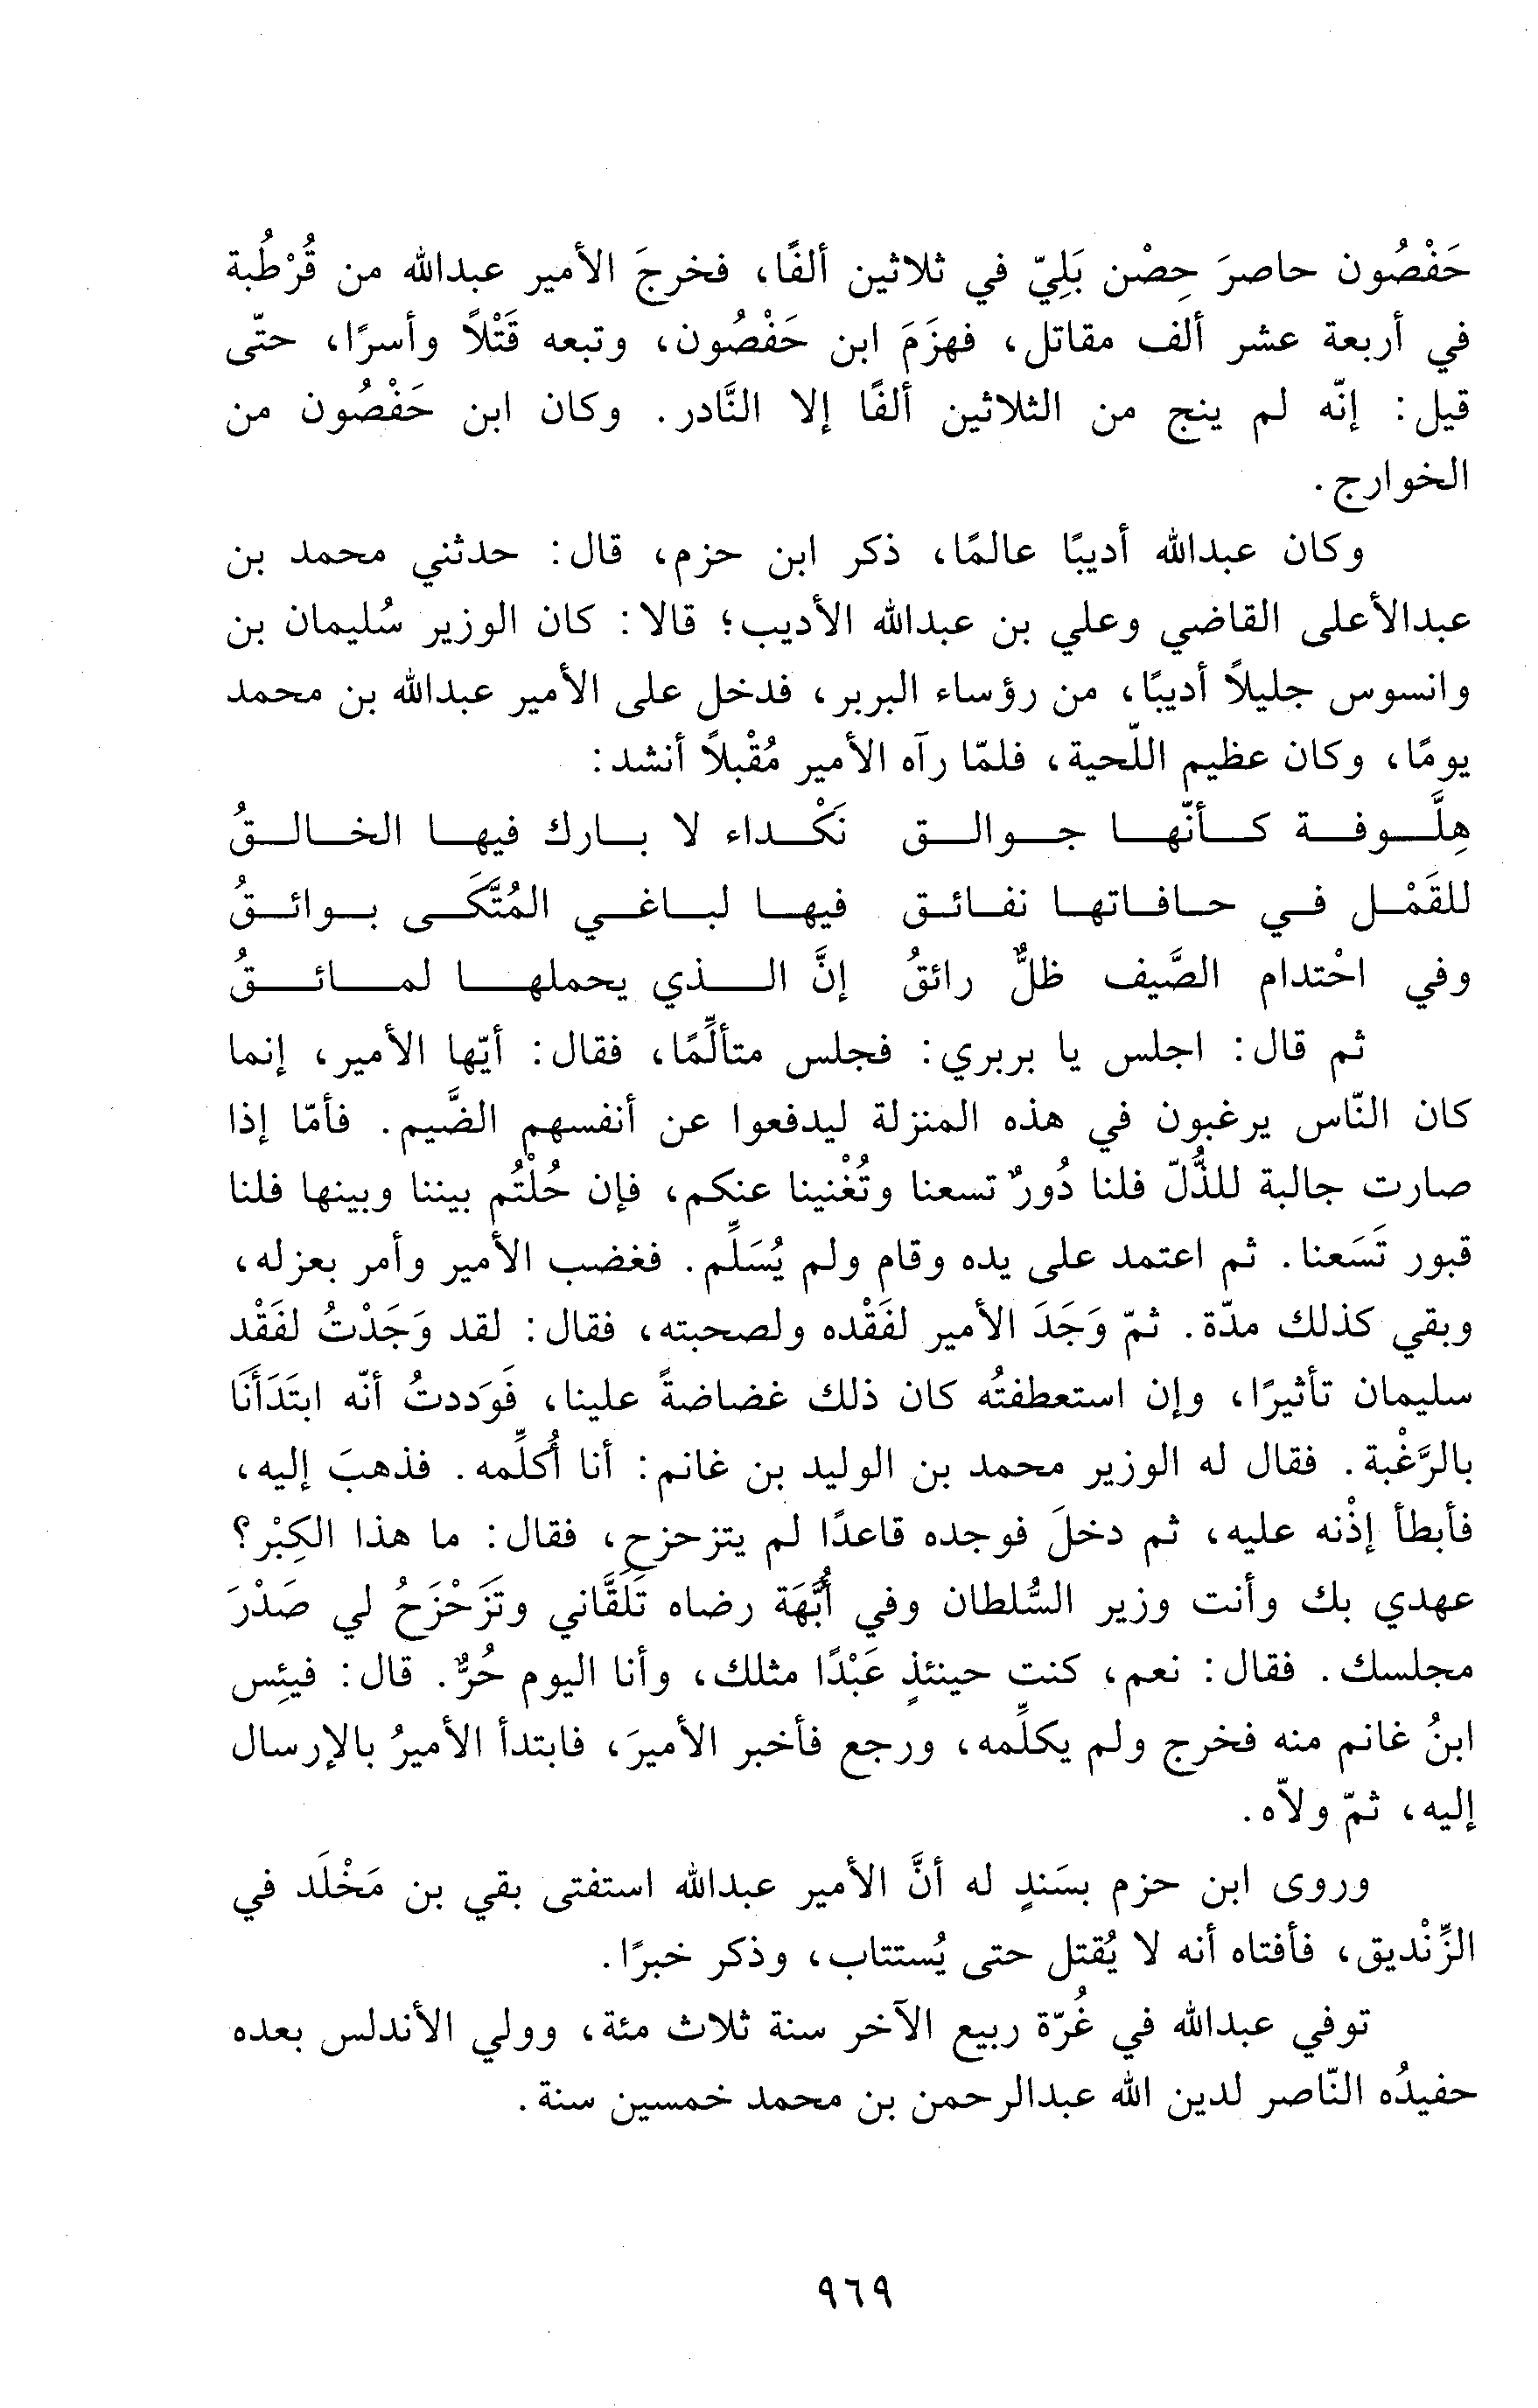 حَفْصُون حاصرَ حِصْن بَلِيّ في ثلاثين ألفًا، فخرجَ الأمير عبدالله من قُرْطُبة
في أربعة عشر ألف مقاتل، فهزَمَ ابن حَفْصُون، وتبعه قَتْلاً وأسرًا، حتّى
قيل: إنّه لم ينج من الثلاثين ألفًا إلا النَّادر. وكان ابن حَفْصُون من
الخوارج.
وكان عبدالله أديبًا عالمًا، ذكر ابن حزم، قال: حدثني محمد بن
عبدالأعلى القاضي وعلي بن عبدالله الأديب؛ قالا: كان الوزير سُليمان بن
وانسوس جليلاً أديبًا، من رؤساء البربر، فدخل على الأمير عبدالله بن محمد
يومًا، وكان عظيم اللّحية، فلمّا رآه الأمير مُقْبلاً أنشد:
هِلَّوفة كأنّها جوالق نَكْداء لا بارك فيها الخالقُ
للقَمْل في حافاتها نفائق فيها لباغي المُتَّكَى بوائقُ
وفي احْتدام الصَّيف ظلٌّ رائقُ إنَّ الذي يحملها لمائقُ
ثم قال: اجلس يا بربري: فجلس متألِّمًا، فقال: أيّها الأمير، إنما
كان النّاس يرغبون في هذه المنزلة ليدفعوا عن أنفسهم الضَّيم. فأمّا إذا
صارت جالبة للذُّلّ فلنا دُورٌ تسعنا وتُغْنينا عنكم، فإن حُلْتُم بيننا وبينها فلنا
قبور تَسَعنا. ثم اعتمد على يده وقام ولم يُسَلِّم. فغضب الأمير وأمر بعزله،
وبقي كذلك مدّة. ثمّ وَجَدَ الأمير لفَقْده ولصحبته، فقال: لقد وَجَدْتُ لفَقْد
سليمان تأثيرًا، وإن استعطفتُه كان ذلك غضاضةً علينا، فَوَددتُ أنّه ابتَدَأَنَا
بالرَّغْبة. فقال له الوزير محمد بن الوليد بن غانم: أنا أُكلِّمه. فذهبَ إليه،
فأبطأ إذْنه عليه، ثم دخلَ فوجده قاعدًا لم يتزحزح، فقال: ما هذا الكِبْر؟
عهدي بك وأنت وزير السُّلطان وفي أُبَّهَة رضاه تَلَقَّاني وتَزَحْزَحُ لي صَدْرَ
مجلسك. فقال: نعم، كنت حينئذٍ عَبْدًا مثلك، وأنا اليوم حُرٌّ. قال: فيئِس
ابنُ غانم منه فخرج ولم يكلِّمه، ورجع فأخبر الأميرَ، فابتدأ الأميرُ بالإرسال
إليه، ثمّ ولاّه.
وروى ابن حزم بسَندٍ له أنَّ الأمير عبدالله استفتى بقي بن مَخْلَد في
الزِّنْديق، فأفتاه أنه لا يُقتل حتى يُستتاب، وذكر خبرًا.
توفي عبدالله في غُرّة ربيع الآخر سنة ثلاث مئة، وولي الأندلس بعده
حفيدُه النّاصر لدين الله عبدالرحمن بن محمد خمسين سنة.
٩٦٩